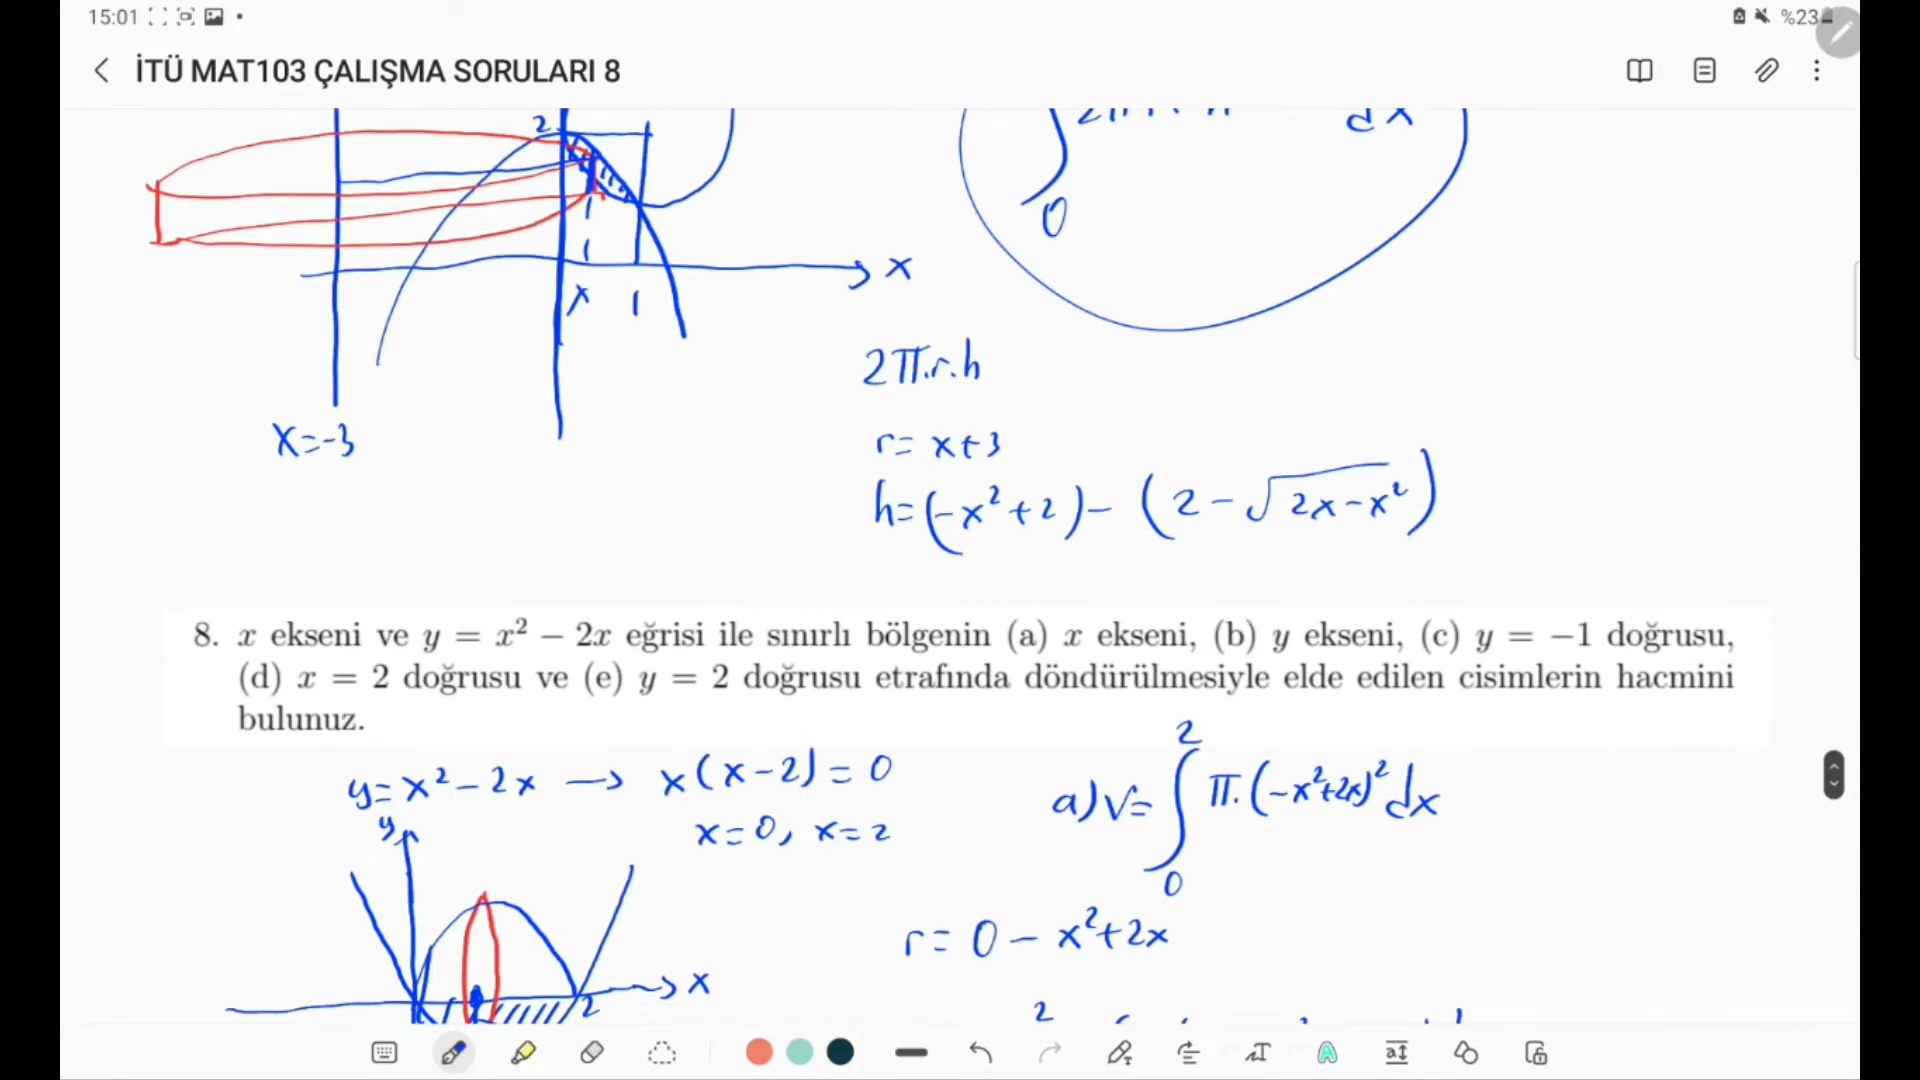 15:01
%23
İTÜ MAT103 ÇALIŞMA SORULARI 8
2
0
dx
x
x
1
x=-3
2π.r.h
r= x+3
h=(-x²+2)-(2-√(2x-x²))
8. x ekseni ve y = x² − 2x eğrisi ile sınırlı bölgenin (a) x ekseni, (b) y ekseni, (c) y = −1 doğrusu,
(d) x = 2 doğrusu ve (e) y = 2 doğrusu etrafında döndürülmesiyle elde edilen cisimlerin hacmini
bulunuz.
y=x²-2x → x(x-2)=0
x=0, x=2
a) V= ∫₀² π.(-x²+2x)² dx
r= 0-x²+2x
y
x
2
2